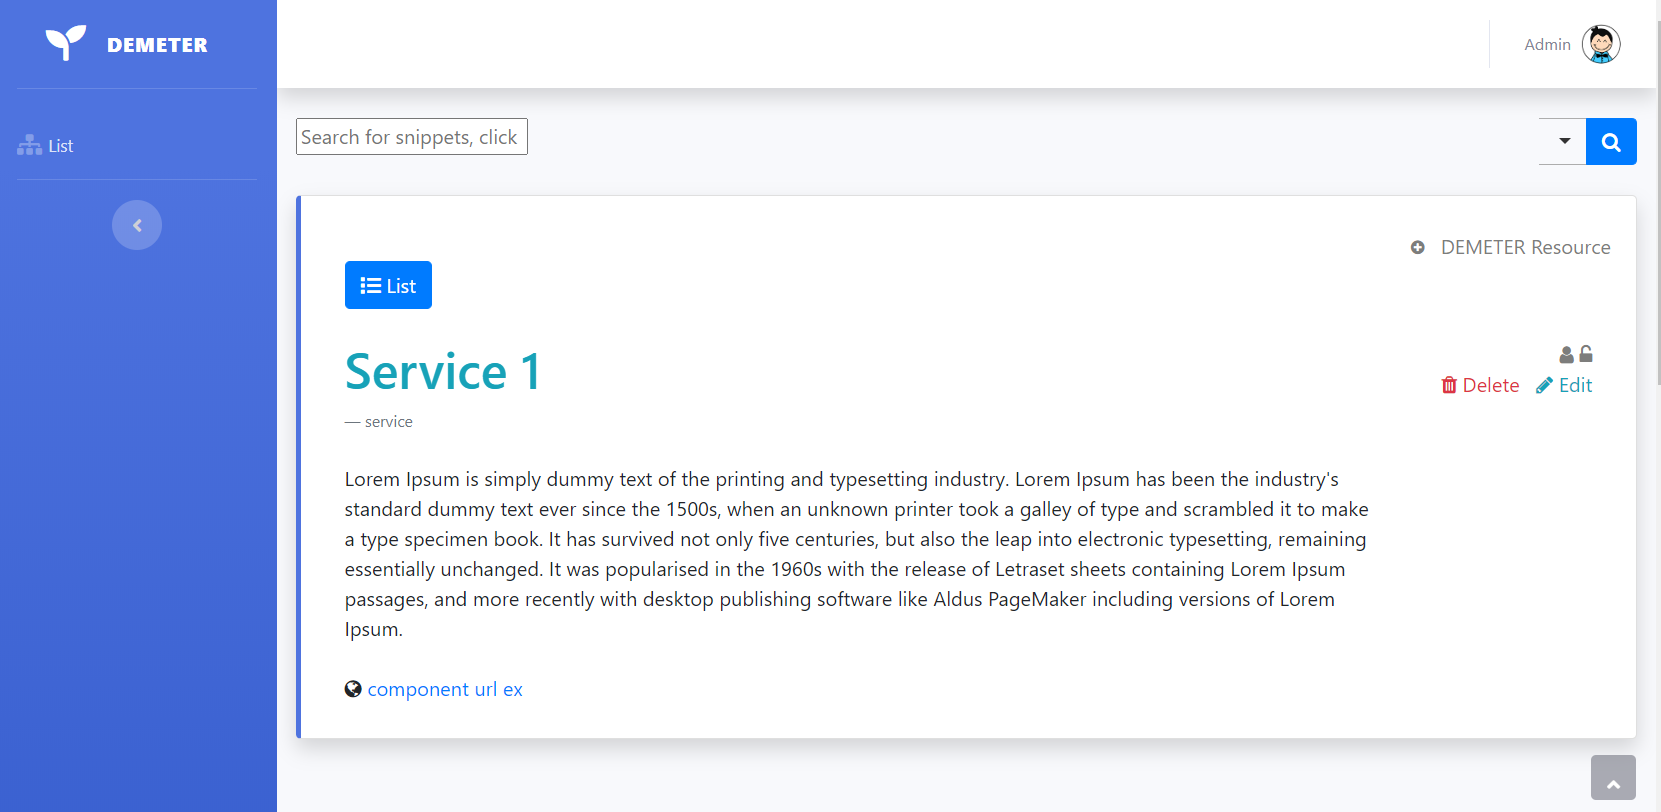 DEMETER
Admin
List
Search for snippets, click
DEMETER Resource
List
Service 1
Delete Edit
— service
Lorem Ipsum is simply dummy text of the printing and typesetting industry. Lorem Ipsum has been the industry's
standard dummy text ever since the 1500s, when an unknown printer took a galley of type and scrambled it to make
a type specimen book. It has survived not only five centuries, but also the leap into electronic typesetting, remaining
essentially unchanged. It was popularised in the 1960s with the release of Letraset sheets containing Lorem Ipsum
passages, and more recently with desktop publishing software like Aldus PageMaker including versions of Lorem
Ipsum.
component url ex